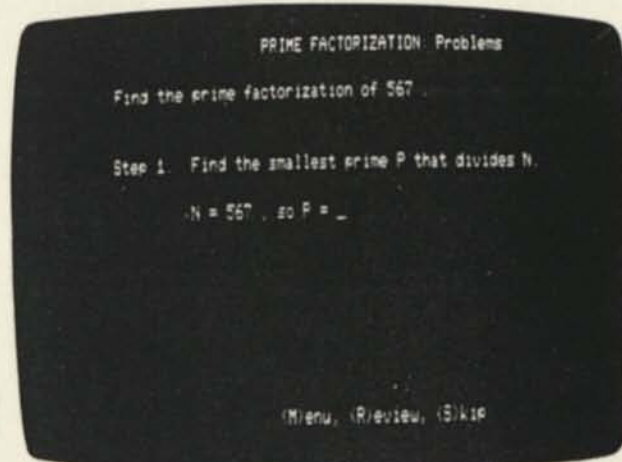 PRIME FACTORIZATION: Problems
Find the prime factorization of 567 .
Step 1. Find the smallest prime P that divides N.
N = 567 , so P = _
(M)enu, (R)eview, (S)kip